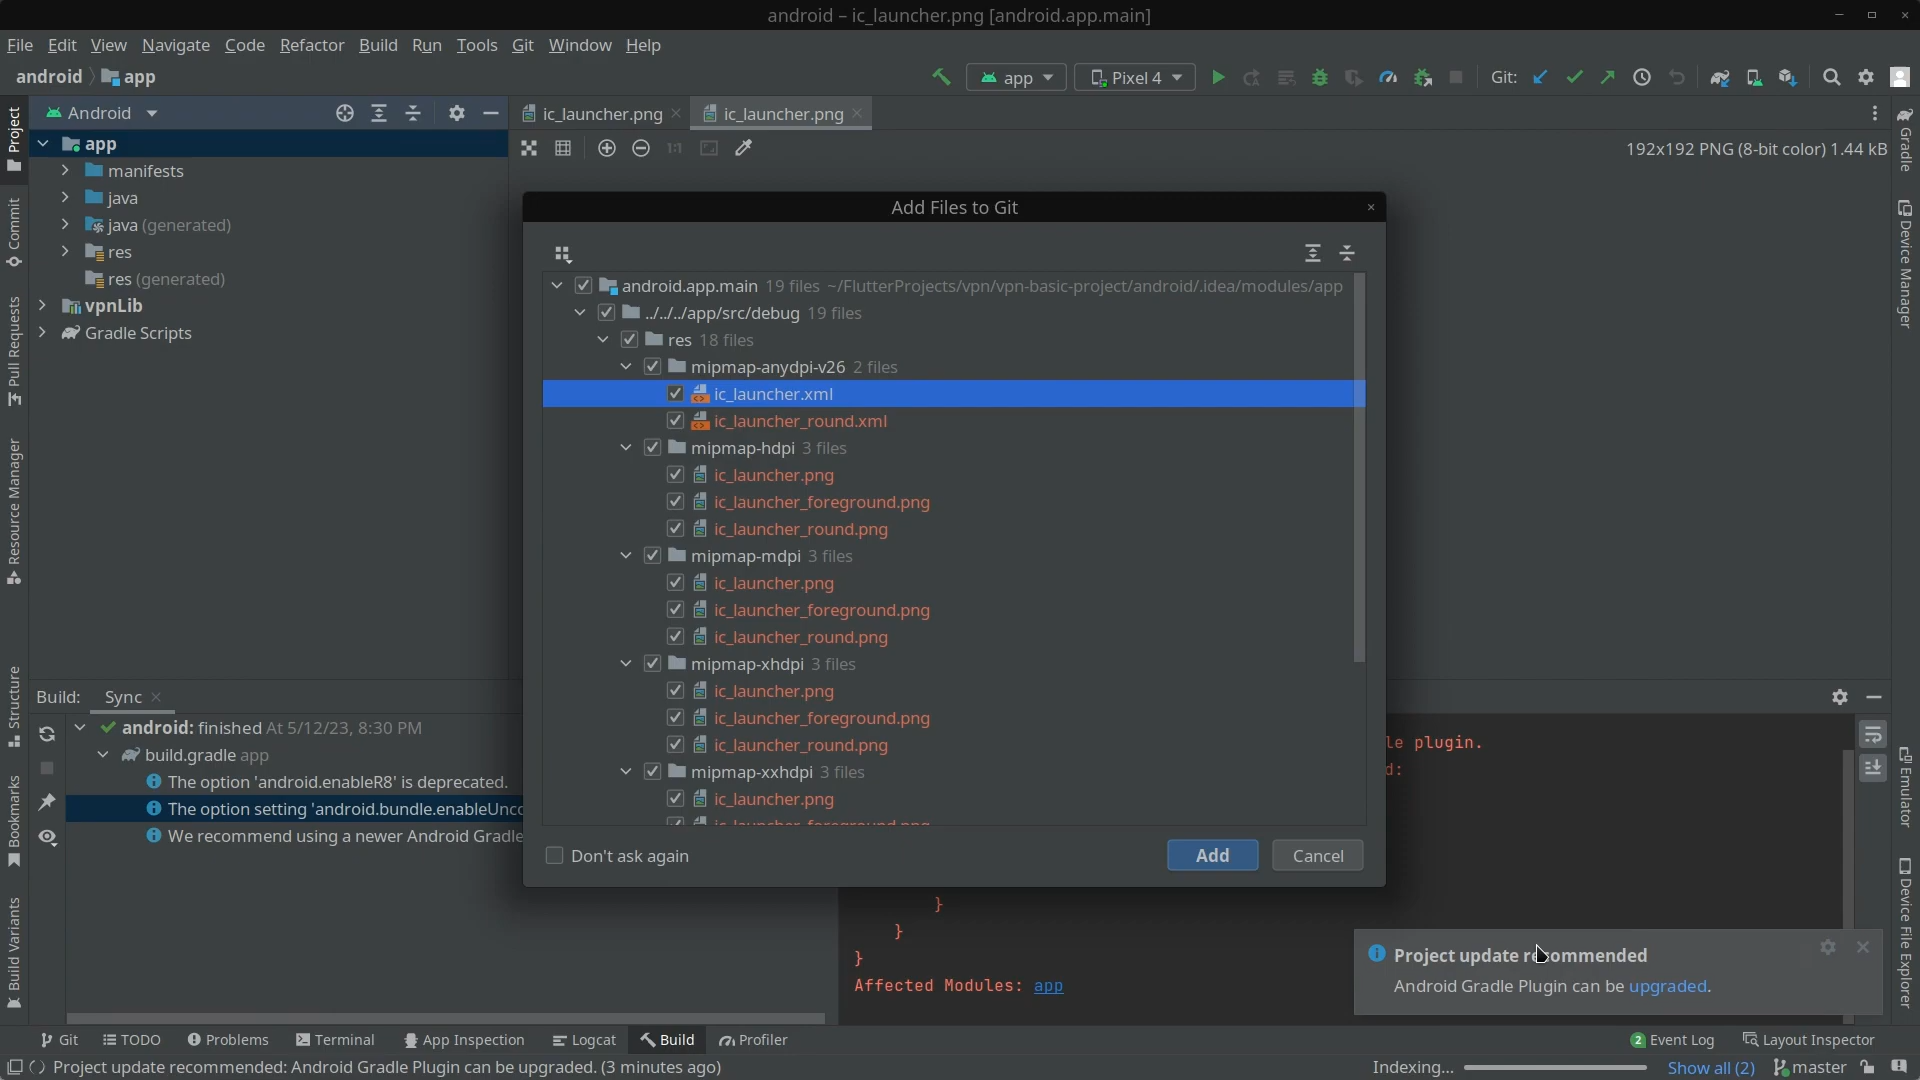 android – ic_launcher.png [android.app.main]
File Edit View Navigate Code Refactor Build Run Tools Git Window Help
android app
app Pixel 4 Git:
Project
Commit
Pull Requests
Resource Manager
Structure
Bookmarks
Build Variants
Android
app
manifests
java
java (generated)
res
res (generated)
vpnLib
Gradle Scripts
ic_launcher.png ic_launcher.png
1:1
192x192 PNG (8-bit color) 1.44 kB
Gradle
Device Manager
Emulator
Device File Explorer
Add Files to Git
android.app.main 19 files ~/FlutterProjects/vpn/vpn-basic-project/android/.idea/modules/app
../../../app/src/debug 19 files
res 18 files
mipmap-anydpi-v26 2 files
ic_launcher.xml
ic_launcher_round.xml
mipmap-hdpi 3 files
ic_launcher.png
ic_launcher_foreground.png
ic_launcher_round.png
mipmap-mdpi 3 files
ic_launcher.png
ic_launcher_foreground.png
ic_launcher_round.png
mipmap-xhdpi 3 files
ic_launcher.png
ic_launcher_foreground.png
ic_launcher_round.png
mipmap-xxhdpi 3 files
ic_launcher.png
ic_launcher_foreground.png
Don't ask again
Add
Cancel
Build: Sync
android: finished At 5/12/23, 8:30 PM
build.gradle app
The option 'android.enableR8' is deprecated.
The option setting 'android.bundle.enableUnco
We recommend using a newer Android Gradle
le plugin.
d:
}
}
}
Affected Modules: app
Project update recommended
Android Gradle Plugin can be upgraded.
Git TODO Problems Terminal App Inspection Logcat Build Profiler
2 Event Log Layout Inspector
Project update recommended: Android Gradle Plugin can be upgraded. (3 minutes ago)
Indexing... Show all (2) master